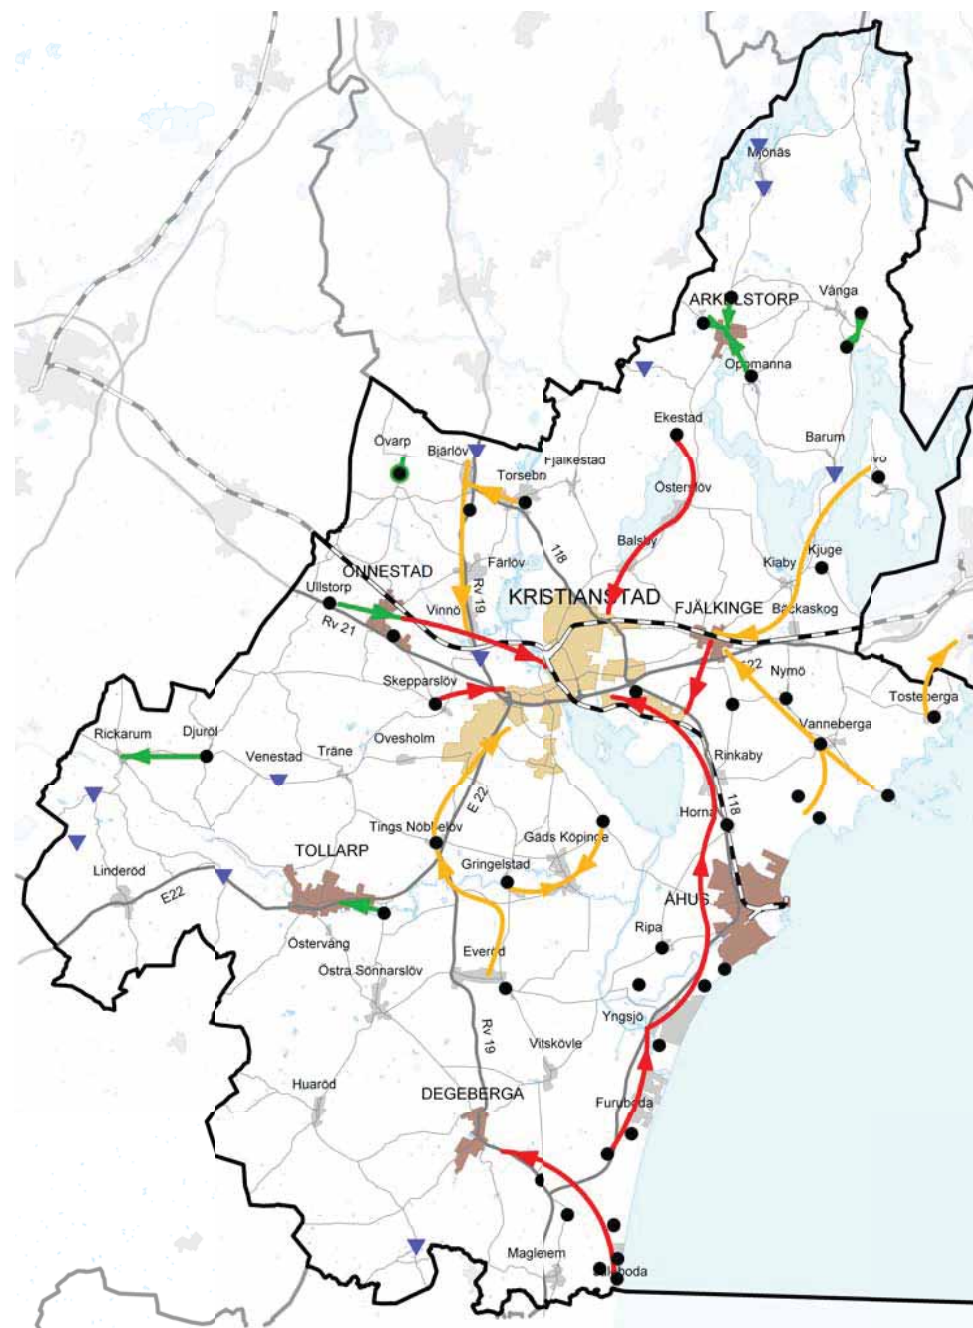 Mjönäs
ARKELSTORP
Vånga
Oppmanna
Ekestad
Övarp
Bjärlöv
Barum
Torsebro
Fjälkestad
Österslöv
118
Balsby
Kjuge
Kiaby
Färlöv
ÖNNESTAD
Ullstorp
Rv 19
KRISTIANSTAD
Vinnö
FJÄLKINGE
Bäckaskog
Rv 21
E22
Nymö
Skepparslöv
Tosteberga
Rickarum
Djuröl
Vanneberga
Ovesholm
Träne
Venestad
Rinkaby
E 22
118
Horna
Tings Nöbbelöv
Gäds Köpinge
TOLLARP
Gringelstad
Linderöd
E22
ÅHUS
Ripa
Östervång
Everöd
Östra Sönnarslöv
Yngsjö
Rv 19
Vitskövle
Huaröd
DEGEBERGA
Furuboda
Maglehem